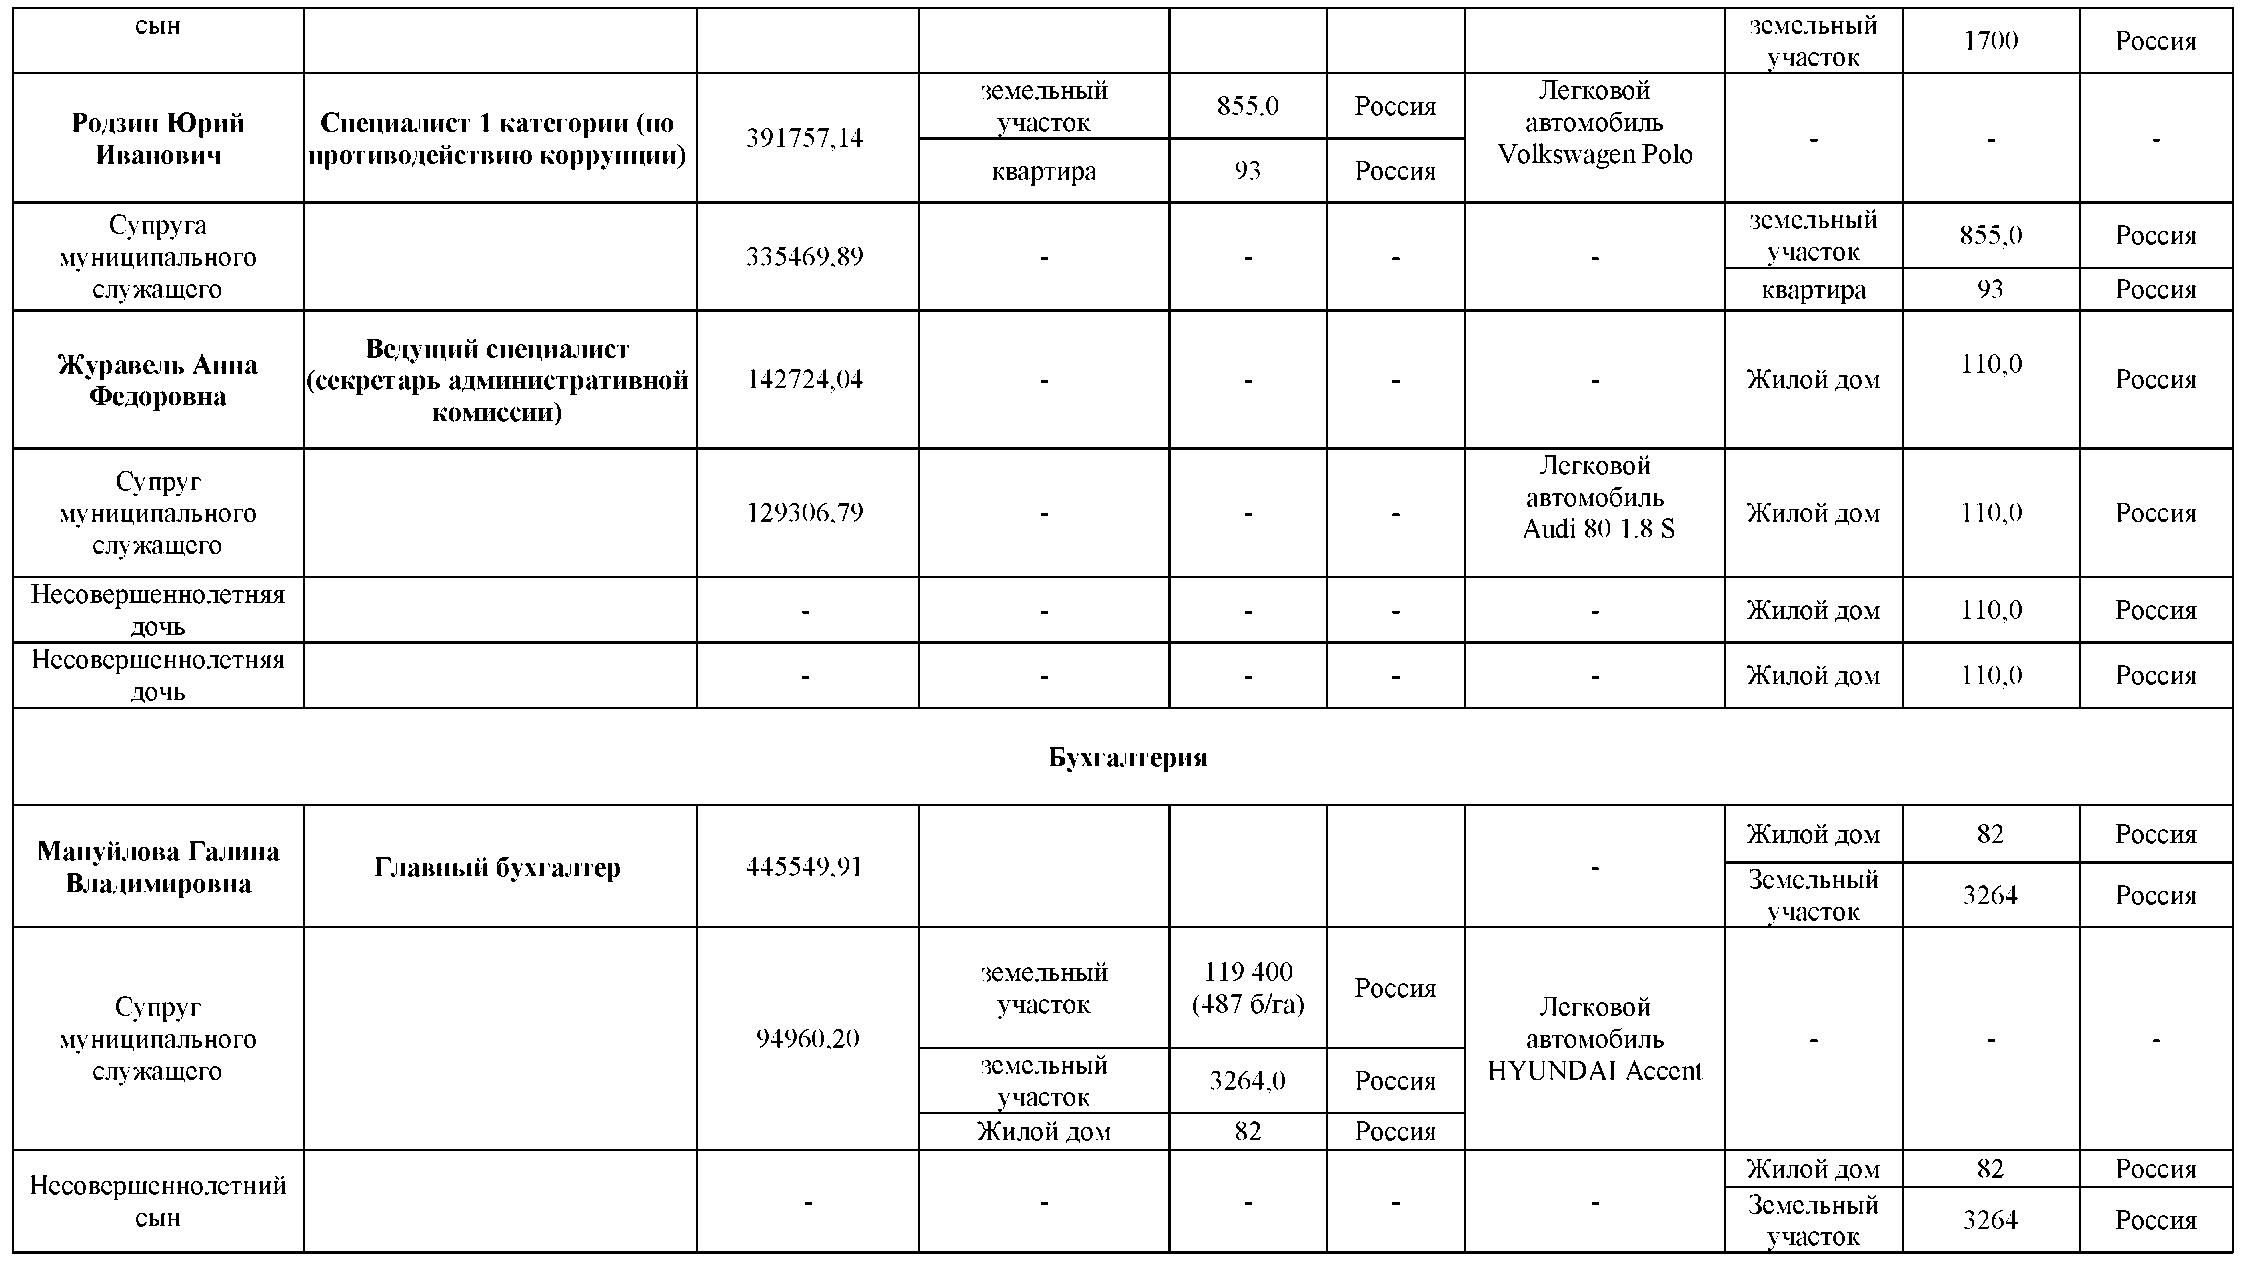 сын
земельный
участок
1700
Россия
Родзин Юрий
Иванович
Специалист 1 категории (по
противодействию коррупции)
391757,14
земельный
участок
855,0
Россия
квартира
93
Россия
Легковой
автомобиль
Volkswagen Polo
-
-
-
Супруга
муниципального
служащего
335469,89
-
-
-
-
земельный
участок
855,0
Россия
квартира
93
Россия
Журавель Анна
Федоровна
Ведущий специалист
(секретарь административной
комиссии)
142724,04
-
-
-
-
Жилой дом
110,0
Россия
Супруг
муниципального
служащего
129306,79
-
-
-
Легковой
автомобиль
Audi 80 1.8 S
Жилой дом
110,0
Россия
Несовершеннолетняя
дочь
-
-
-
-
-
Жилой дом
110,0
Россия
Несовершеннолетняя
дочь
-
-
-
-
-
Жилой дом
110,0
Россия
Бухгалтерия
Мануйлова Галина
Владимировна
Главный бухгалтер
445549,91
-
Жилой дом
82
Россия
Земельный
участок
3264
Россия
Супруг
муниципального
служащего
94960,20
земельный
участок
119 400
(487 б/га)
Россия
земельный
участок
3264,0
Россия
Жилой дом
82
Россия
Легковой
автомобиль
HYUNDAI Accent
-
-
-
Несовершеннолетний
сын
-
-
-
-
-
Жилой дом
82
Россия
Земельный
участок
3264
Россия